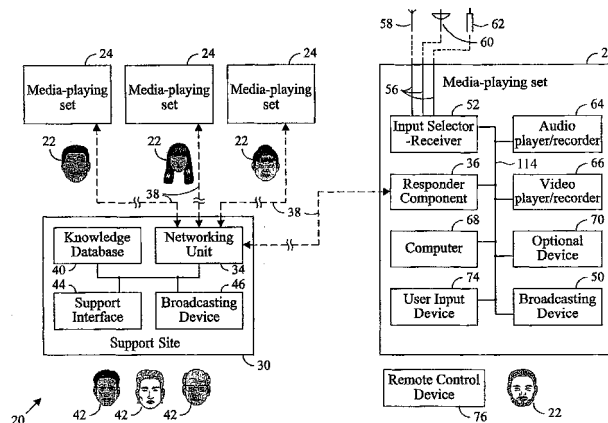 58
60
62
24
24
24
2
Media-playing set
Media-playing set
Media-playing set
Media-playing set
56
52
64
22
22
22
Input Selector -Receiver
Audio player/recorder
114
36
66
38
38
Responder Component
Video player/recorder
Knowledge Database
Networking Unit
68
70
40
34
Computer
Optional Device
44
46
74
50
Support Interface
Broadcasting Device
User Input Device
Broadcasting Device
Support Site
30
42
42
42
20
Remote Control Device
76
22